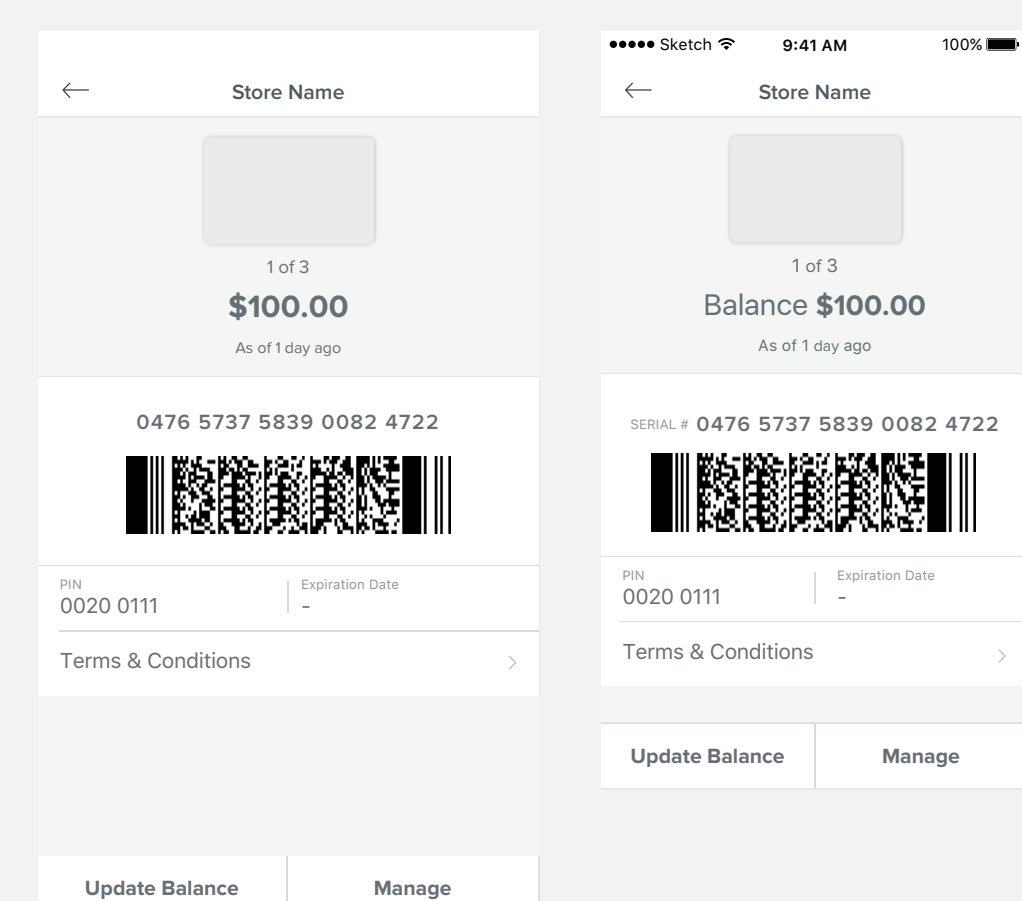 Store Name
1 of 3
$100.00
As of 1 day ago
0476 5737 5839 0082 4722
PIN
0020 0111
Expiration Date
-
Terms & Conditions
Update Balance
Manage
Sketch 9:41 AM 100%
Store Name
1 of 3
Balance $100.00
As of 1 day ago
SERIAL # 0476 5737 5839 0082 4722
PIN
0020 0111
Expiration Date
-
Terms & Conditions
Update Balance
Manage